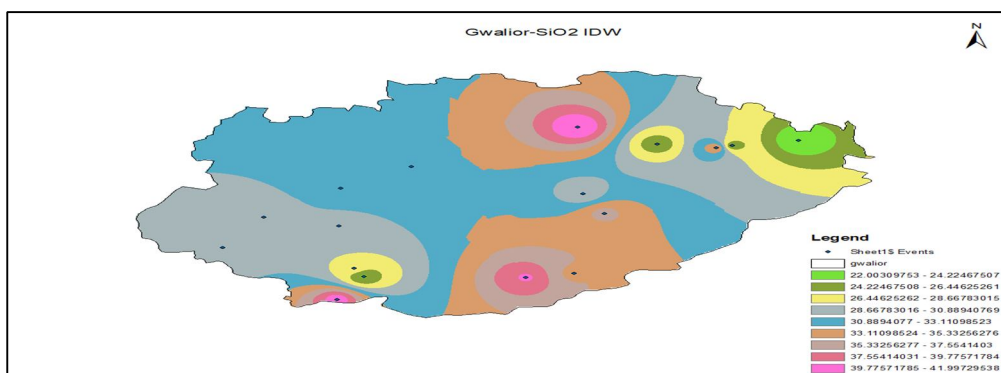 Gwalior-SiO2 IDW
N
Legend
Sheet1$ Events
gwalior
22.00309753 - 24.22467507
24.22467508 - 26.44625261
26.44625262 - 28.66783015
28.66783016 - 30.88940769
30.8894077 - 33.11098523
33.11098524 - 35.33256276
35.33256277 - 37.5541403
37.55414031 - 39.77571784
39.77571785 - 41.99729538